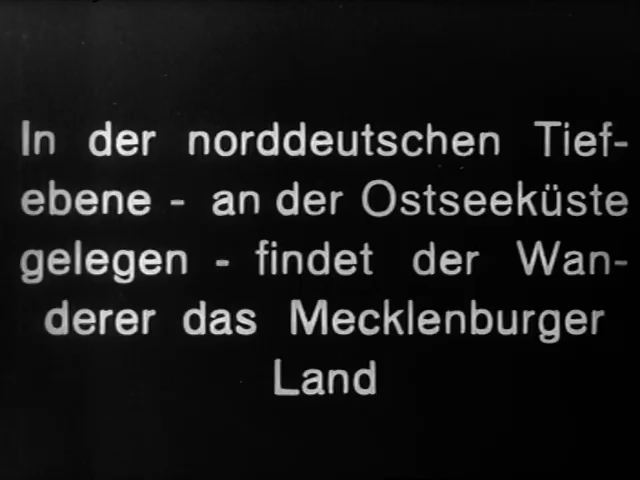 In der norddeutschen Tief-
ebene - an der Ostseeküste
gelegen - findet der Wan-
derer das Mecklenburger
Land